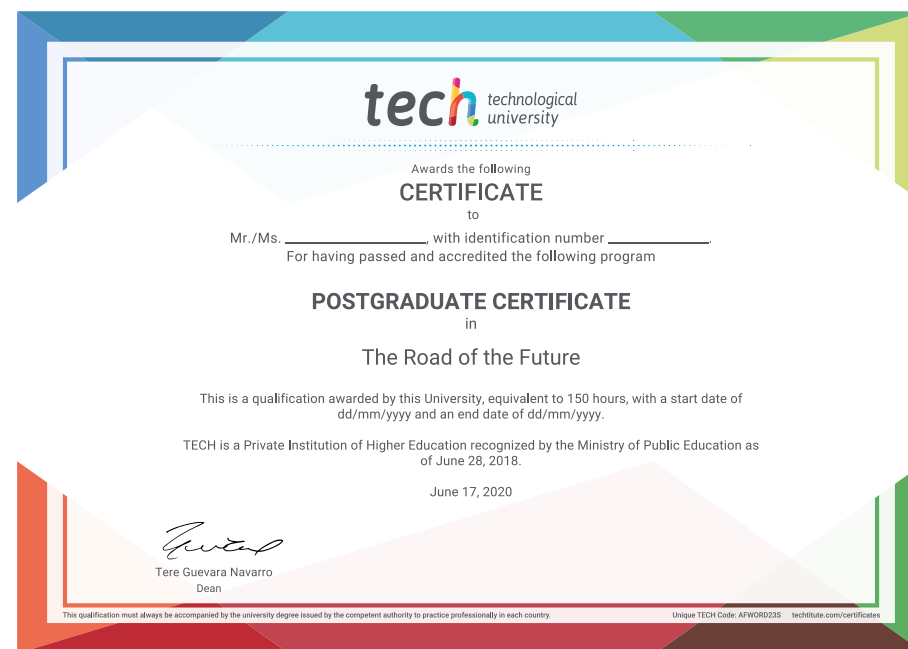 tech technological
university
Awards the following
CERTIFICATE
to
Mr./Ms. ____________________, with identification number ______________.
For having passed and accredited the following program
POSTGRADUATE CERTIFICATE
in
The Road of the Future
This is a qualification awarded by this University, equivalent to 150 hours, with a start date of
dd/mm/yyyy and an end date of dd/mm/yyyy.
TECH is a Private Institution of Higher Education recognized by the Ministry of Public Education as
of June 28, 2018.
June 17, 2020
Tere Guevara Navarro
Dean
This qualification must always be accompanied by the university degree issued by the competent authority to practice professionally in each country. Unique TECH Code: AFWORD23S techtitute.com/certificates